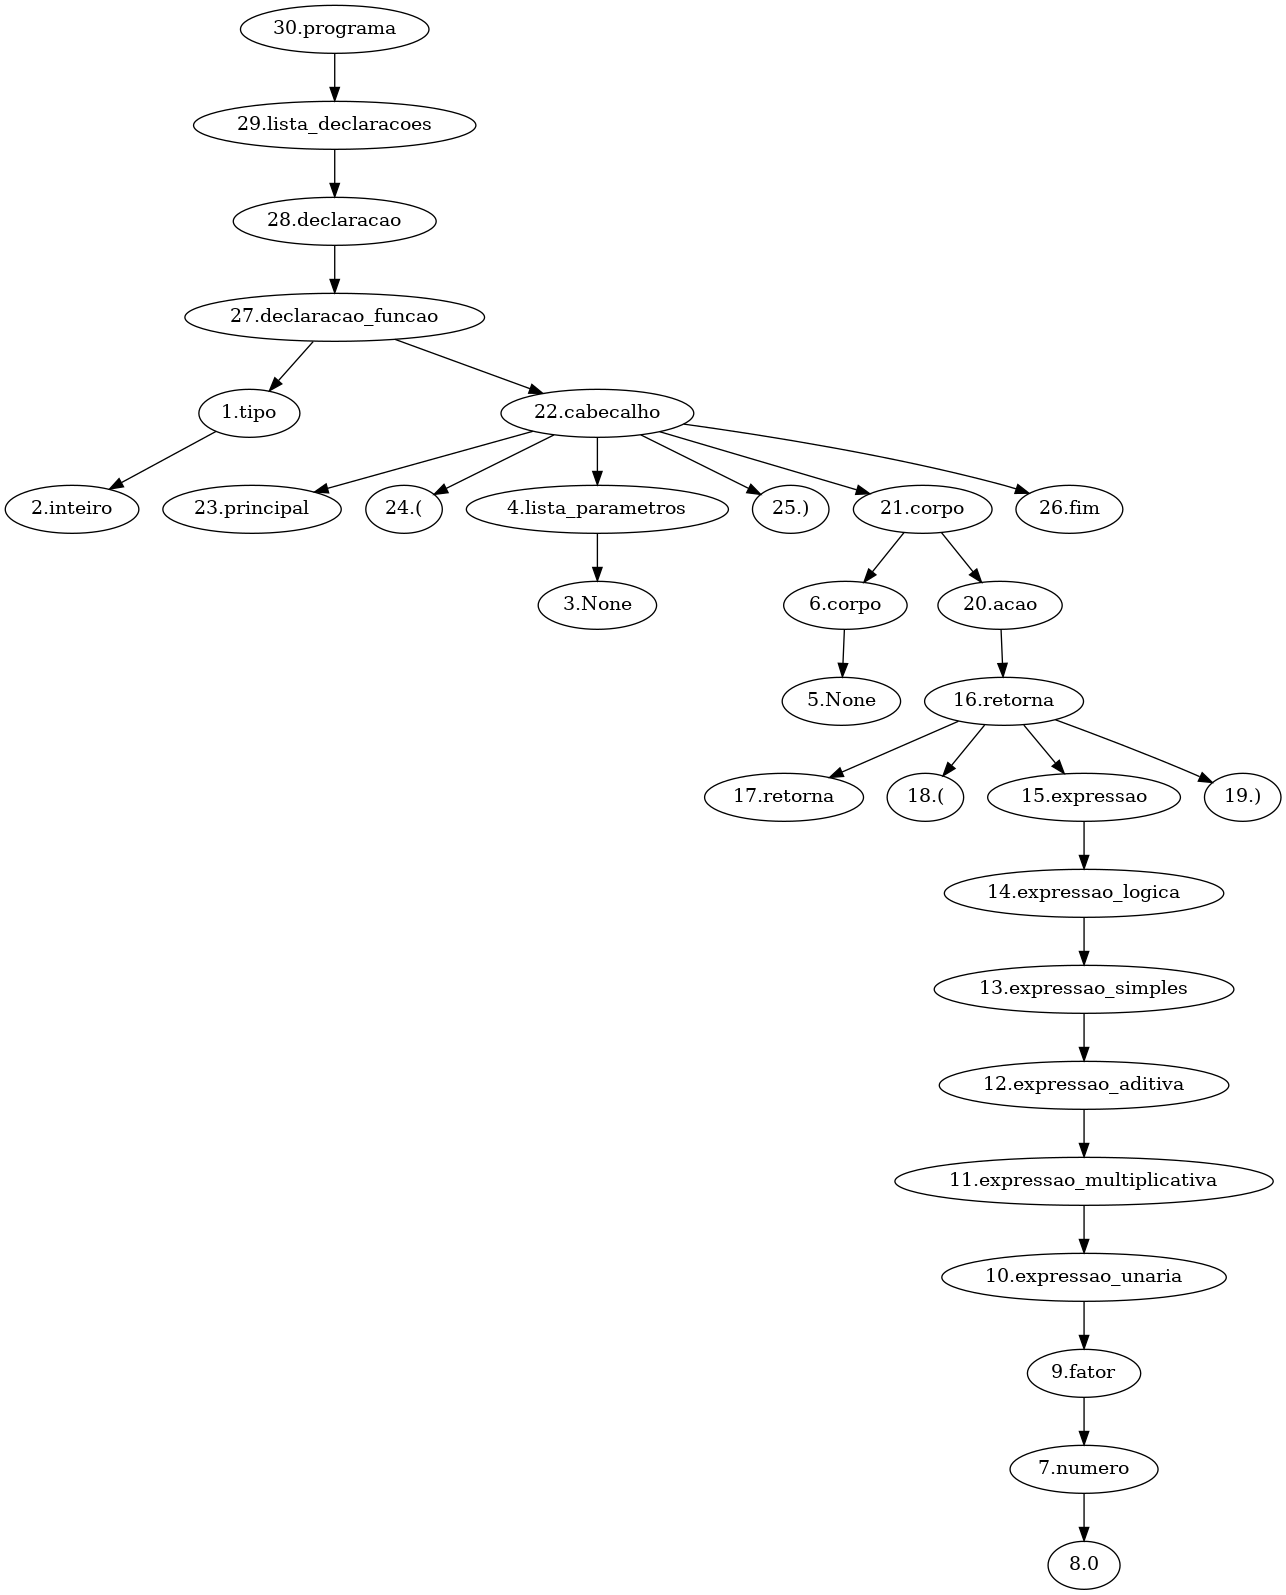 30.programa
29.lista_declaracoes
28.declaracao
27.declaracao_funcao
1.tipo
22.cabecalho
2.inteiro
23.principal
24.(
4.lista_parametros
25.)
21.corpo
26.fim
3.None
6.corpo
20.acao
5.None
16.retorna
17.retorna
18.(
15.expressao
19.)
14.expressao_logica
13.expressao_simples
12.expressao_aditiva
11.expressao_multiplicativa
10.expressao_unaria
9.fator
7.numero
8.0